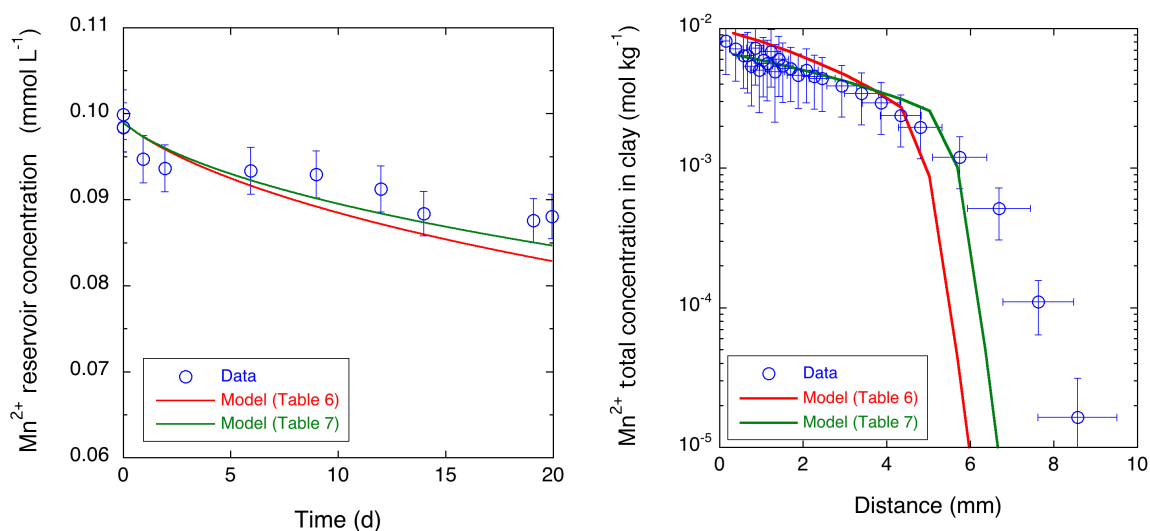 0.11
0.10
0.09
0.08
0.07
0.06
0
5
10
15
20
Mn²⁺ reservoir concentration (mmol L⁻¹)
Time (d)
Data
Model (Table 6)
Model (Table 7)
10⁻²
10⁻³
10⁻⁴
10⁻⁵
0
2
4
6
8
10
Mn²⁺ total concentration in clay (mol kg⁻¹)
Distance (mm)
Data
Model (Table 6)
Model (Table 7)